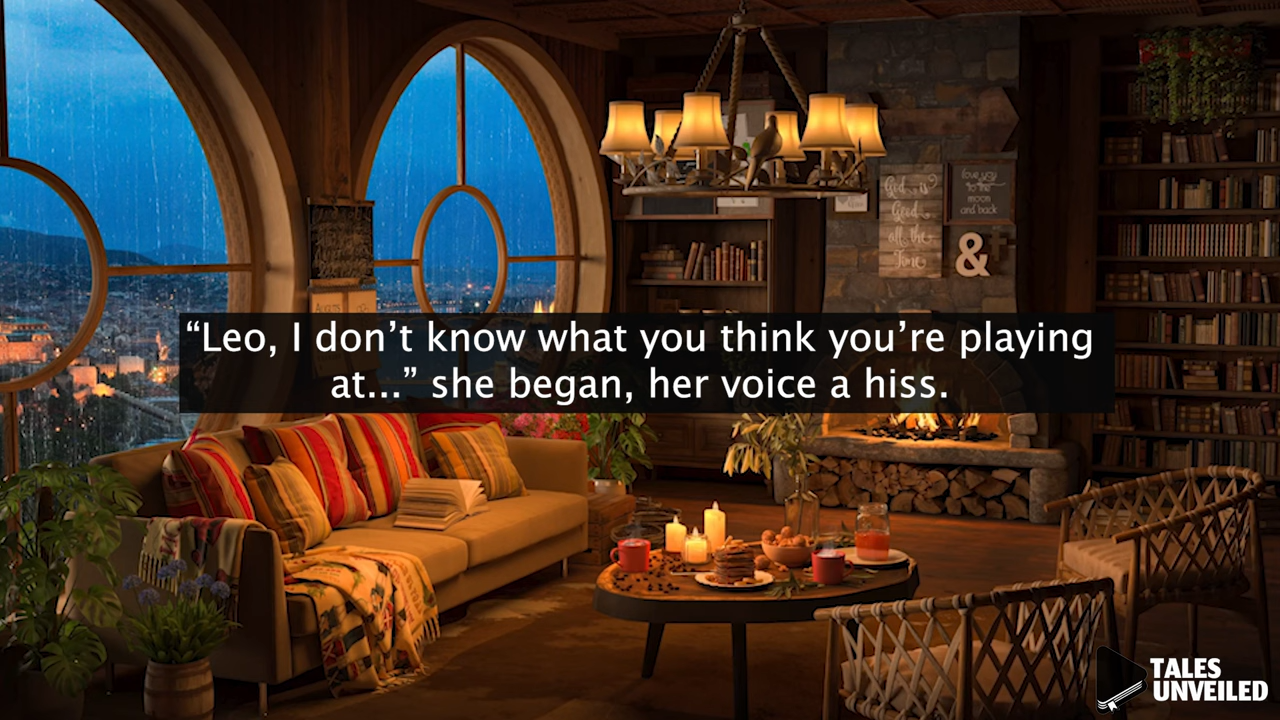 God is
Good
all the
Time
love you
to the
moon
and back
&
“Leo, I don’t know what you think you’re playing
at...” she began, her voice a hiss.
TALES
UNVEILED